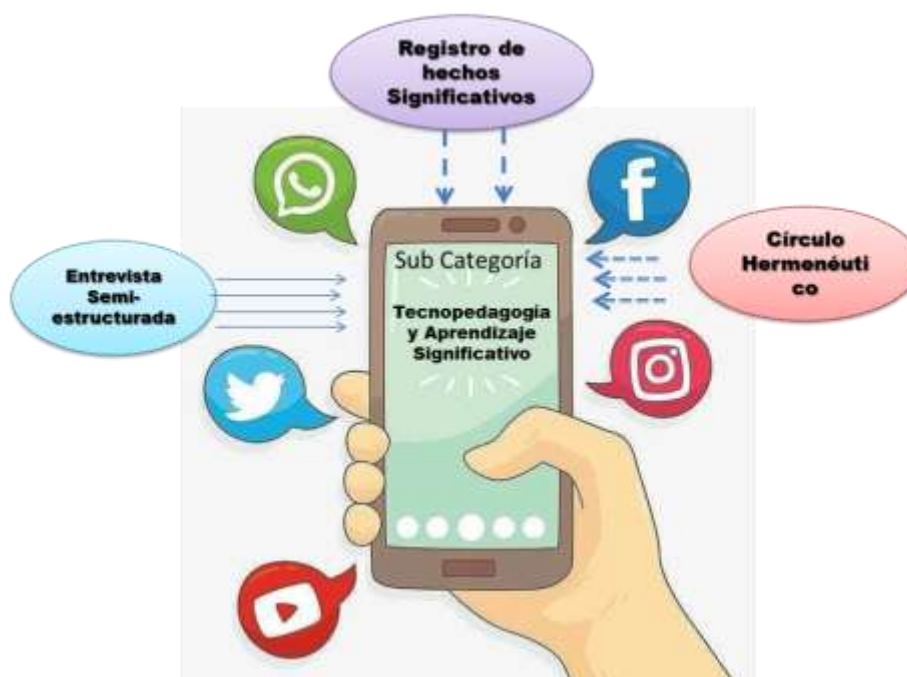 Registro de
hechos
Significativos
f
Entrevista
Semi-
estructurada
Sub Categoría
Tecnopedagogía
y Aprendizaje
Significativo
Círculo
Hermenéuti
co